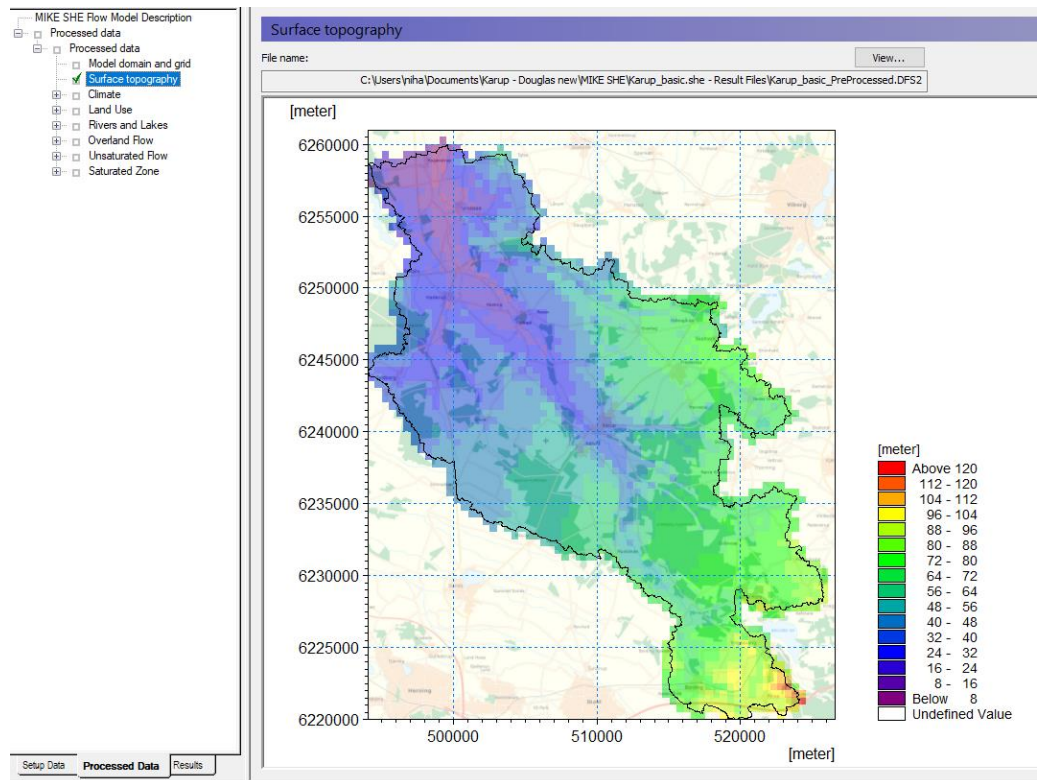 MIKE SHE Flow Model Description
Processed data
Processed data
Model domain and grid
Surface topography
Climate
Land Use
Rivers and Lakes
Overland Flow
Unsaturated Flow
Saturated Zone
Setup Data
Processed Data
Results
Surface topography
File name:
View...
C:\Users\niha\Documents\Karup - Douglas new\MIKE SHE\Karup_basic.she - Result Files\Karup_basic_PreProcessed.DFS2
[meter]
6260000
6255000
6250000
6245000
6240000
6235000
6230000
6225000
6220000
500000
510000
520000
[meter]
Viborg
Herning
Ikast
[meter]
Above 120
112 - 120
104 - 112
96 - 104
88 - 96
80 - 88
72 - 80
64 - 72
56 - 64
48 - 56
40 - 48
32 - 40
24 - 32
16 - 24
8 - 16
Below 8
Undefined Value